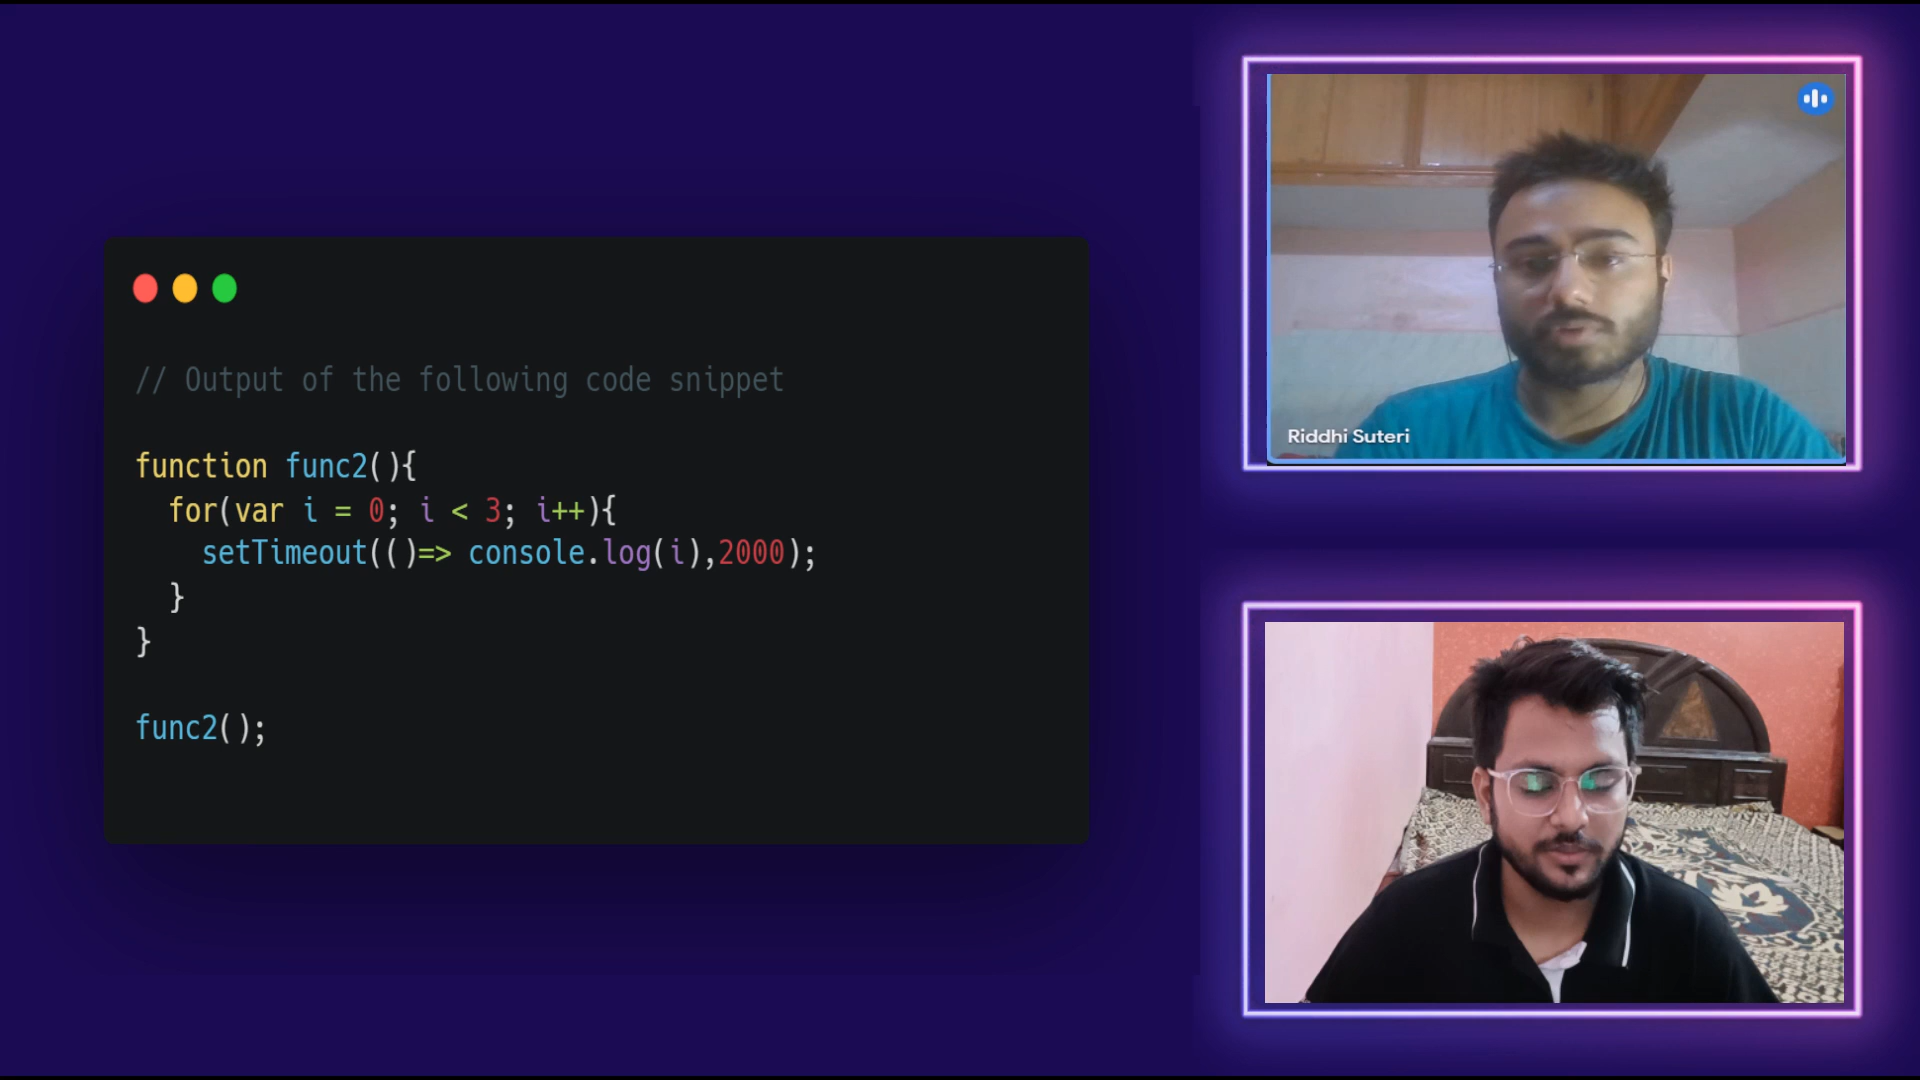 // Output of the following code snippet
function func2(){
  for(var i = 0; i < 3; i++){
    setTimeout(()=> console.log(i),2000);
  }
}
func2();
Riddhi Suteri